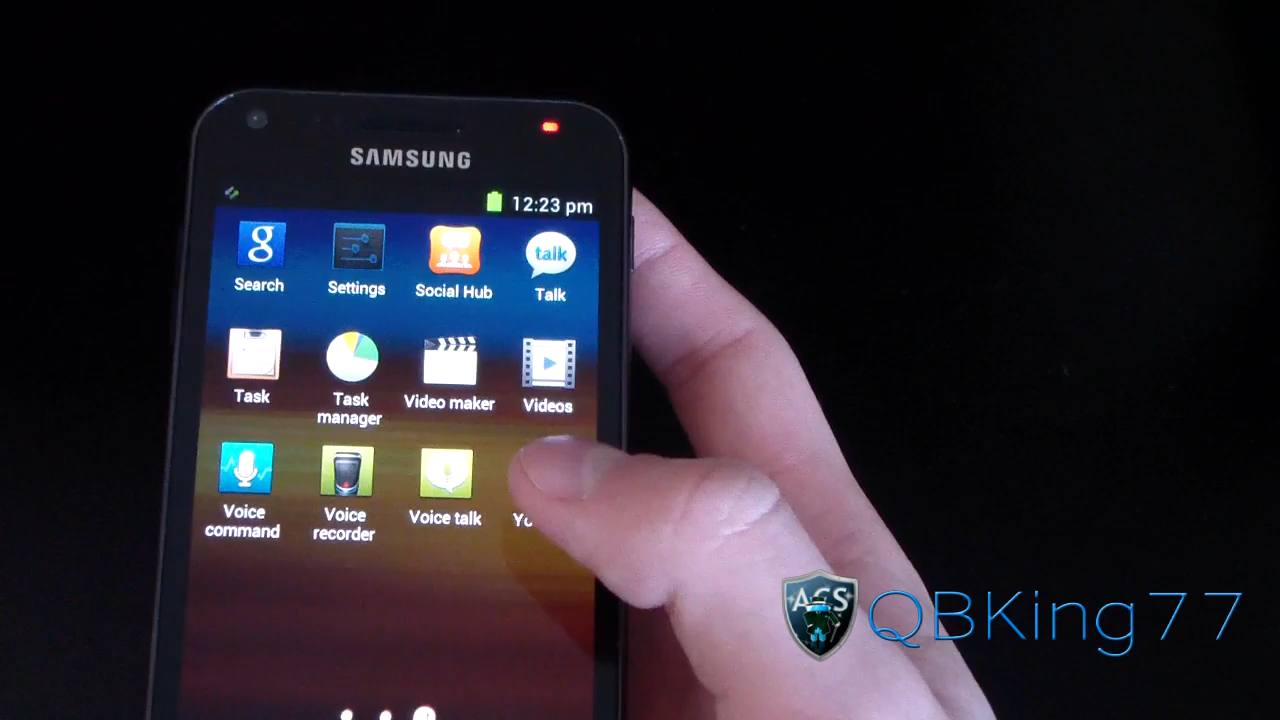 SAMSUNG
12:23 pm
Search Settings Social Hub talk Talk
Task Task manager Video maker Videos
Voice command Voice recorder Voice talk Yo
ACS QBKing77